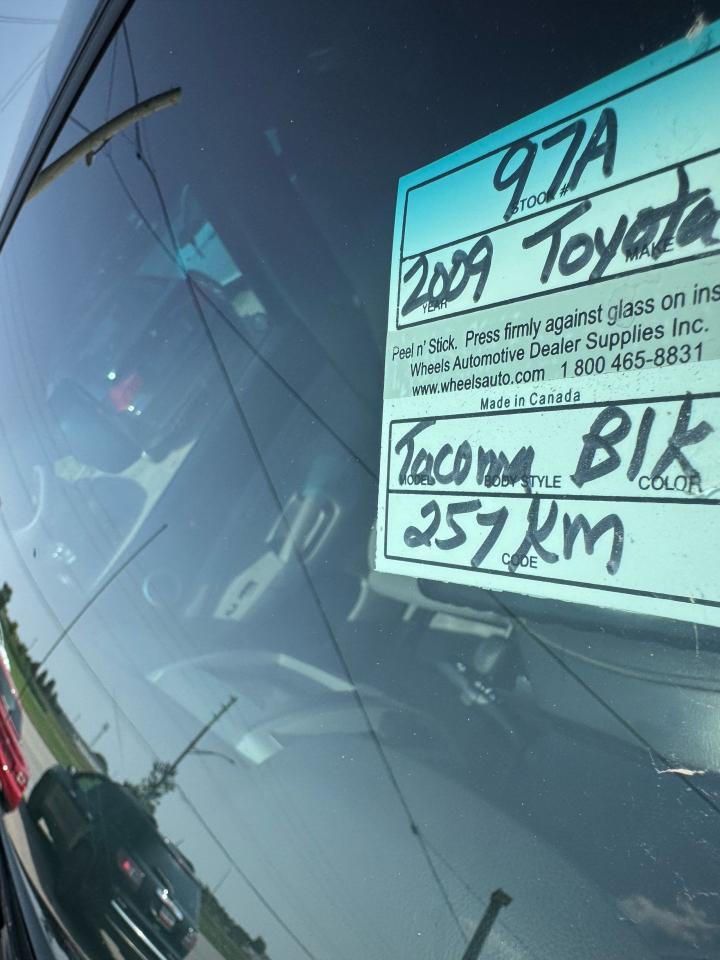 97A
STOCK #
2009 Toyota
YEAR MAKE
Peel n' Stick. Press firmly against glass on ins
Wheels Automotive Dealer Supplies Inc.
www.wheelsauto.com 1 800 465-8831
Made in Canada
Tacoma Blk
MODEL BODY STYLE COLOR
257 Km
CODE